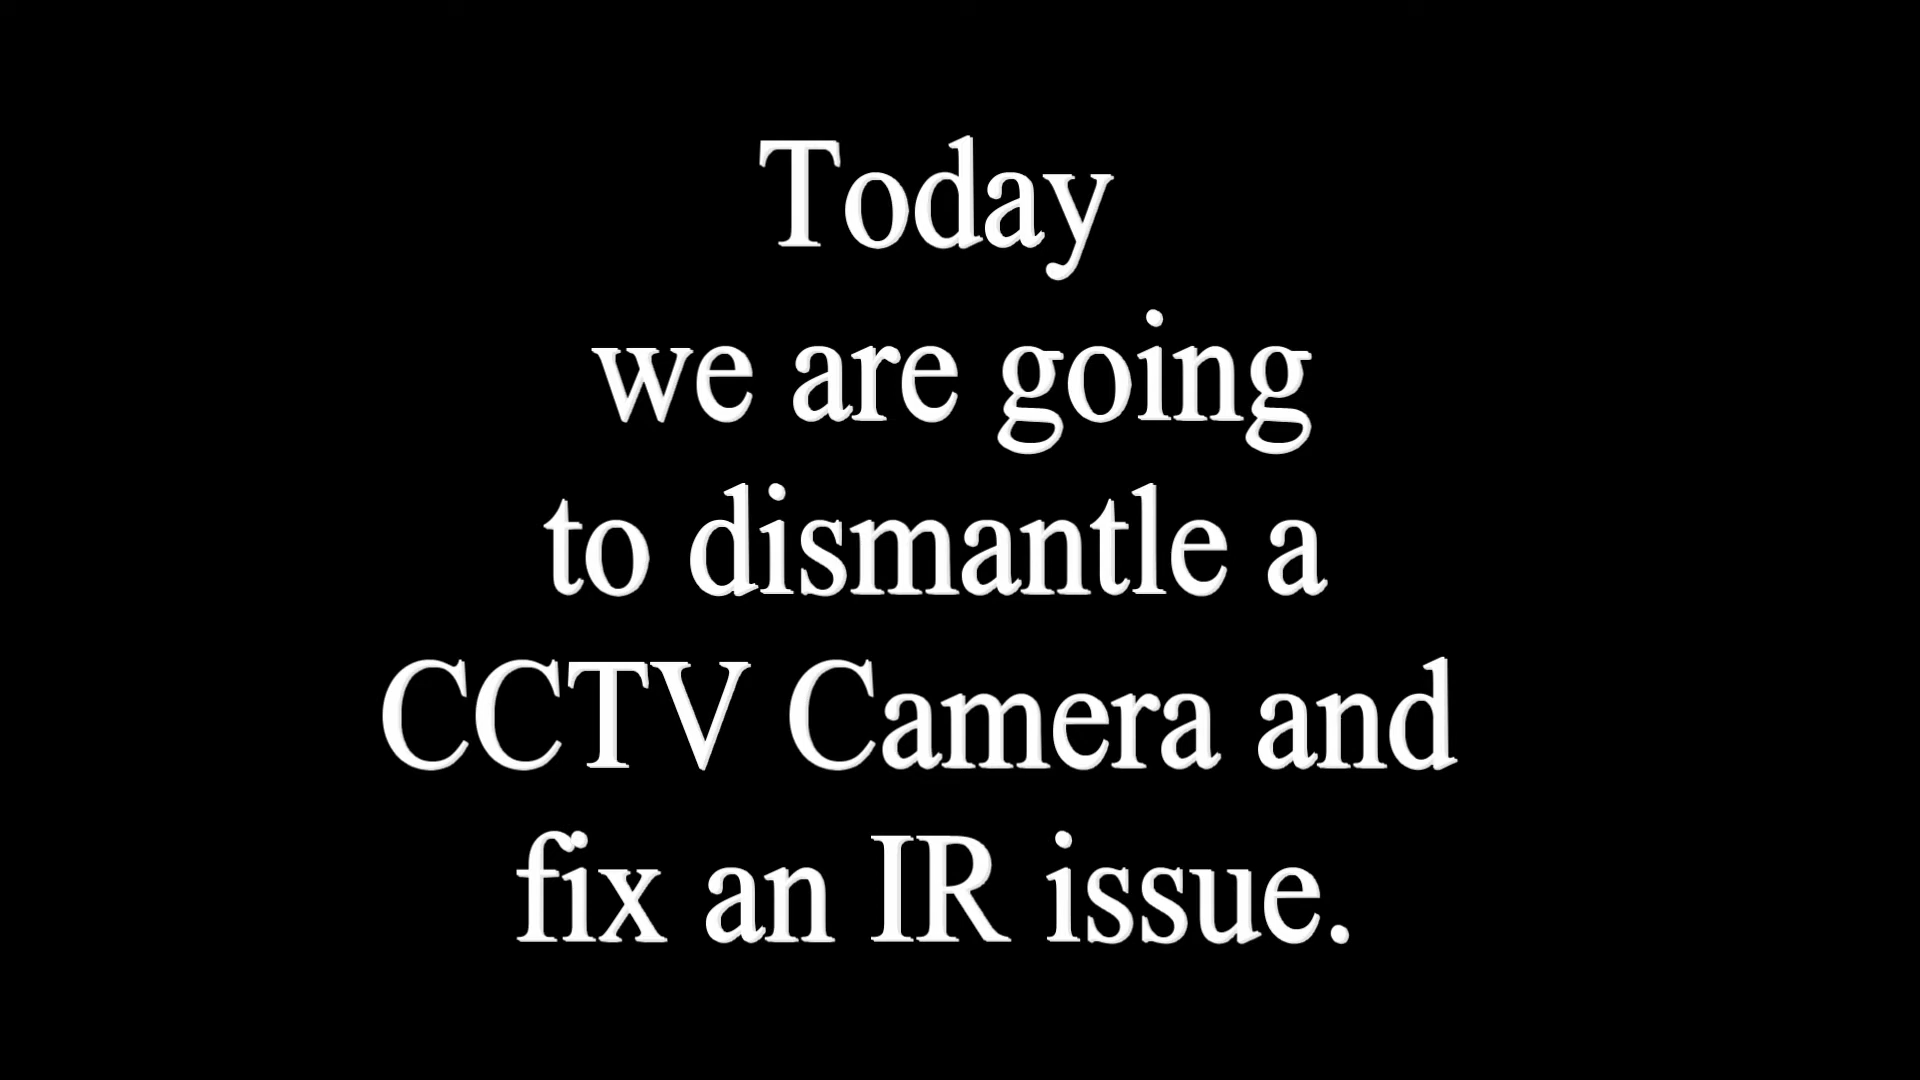 Today
we are going
to dismantle a
CCTV Camera and
fix an IR issue.